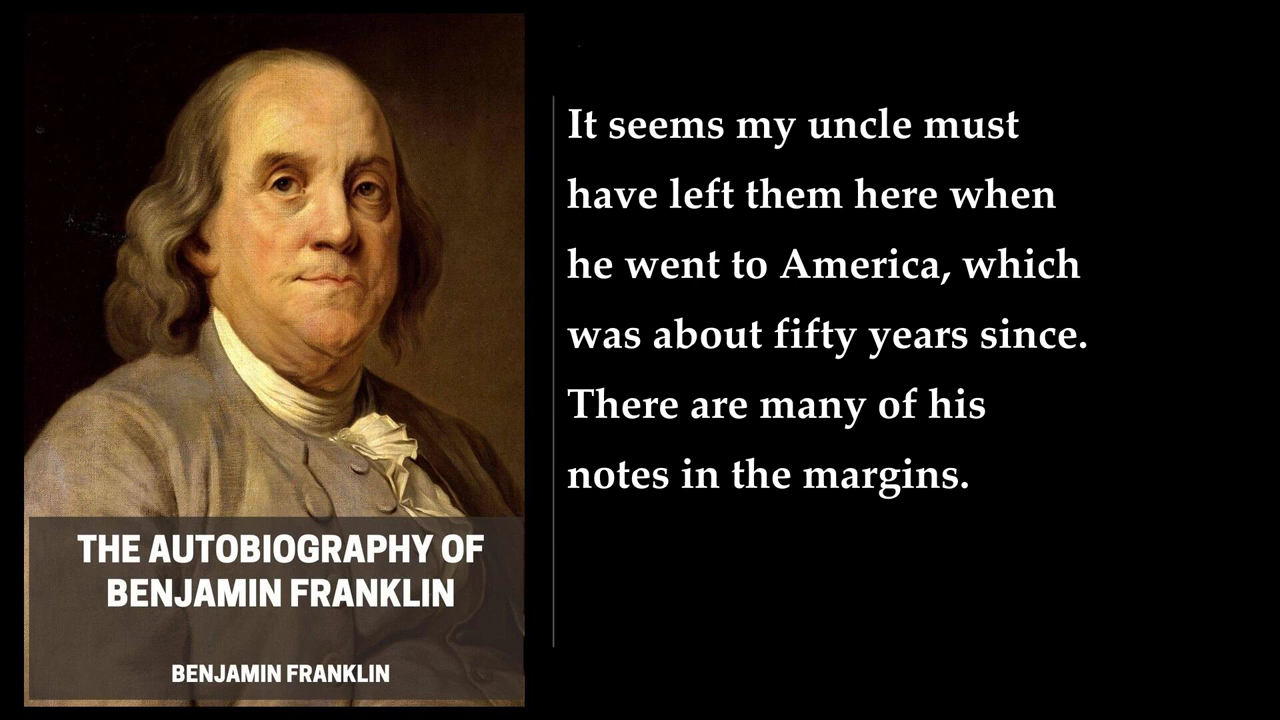 THE AUTOBIOGRAPHY OF
BENJAMIN FRANKLIN
BENJAMIN FRANKLIN
It seems my uncle must
have left them here when
he went to America, which
was about fifty years since.
There are many of his
notes in the margins.